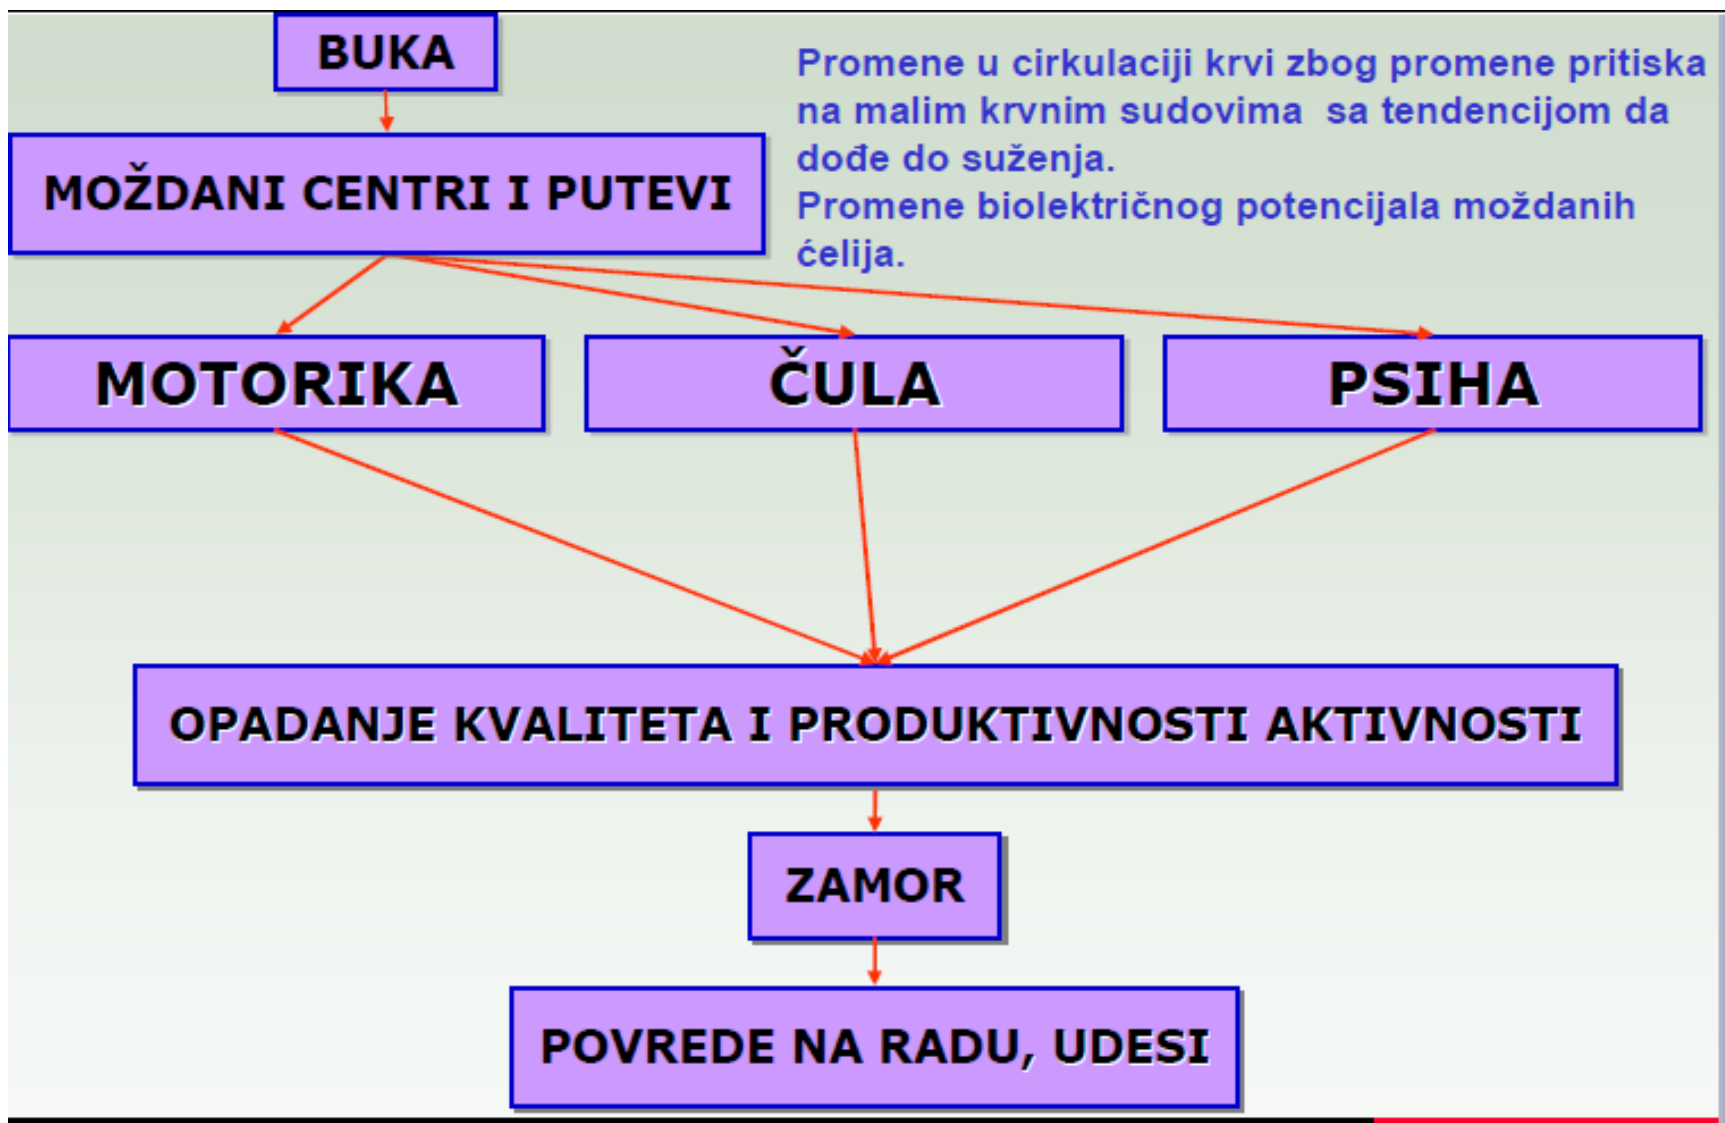 BUKA
Promene u cirkulaciji krvi zbog promene pritiska
na malim krvnim sudovima  sa tendencijom da
dođe do suženja.
Promene biolektričnog potencijala moždanih
ćelija.
MOŽDANI CENTRI I PUTEVI
MOTORIKA
ČULA
PSIHA
OPADANJE KVALITETA I PRODUKTIVNOSTI AKTIVNOSTI
ZAMOR
POVREDE NA RADU, UDESI